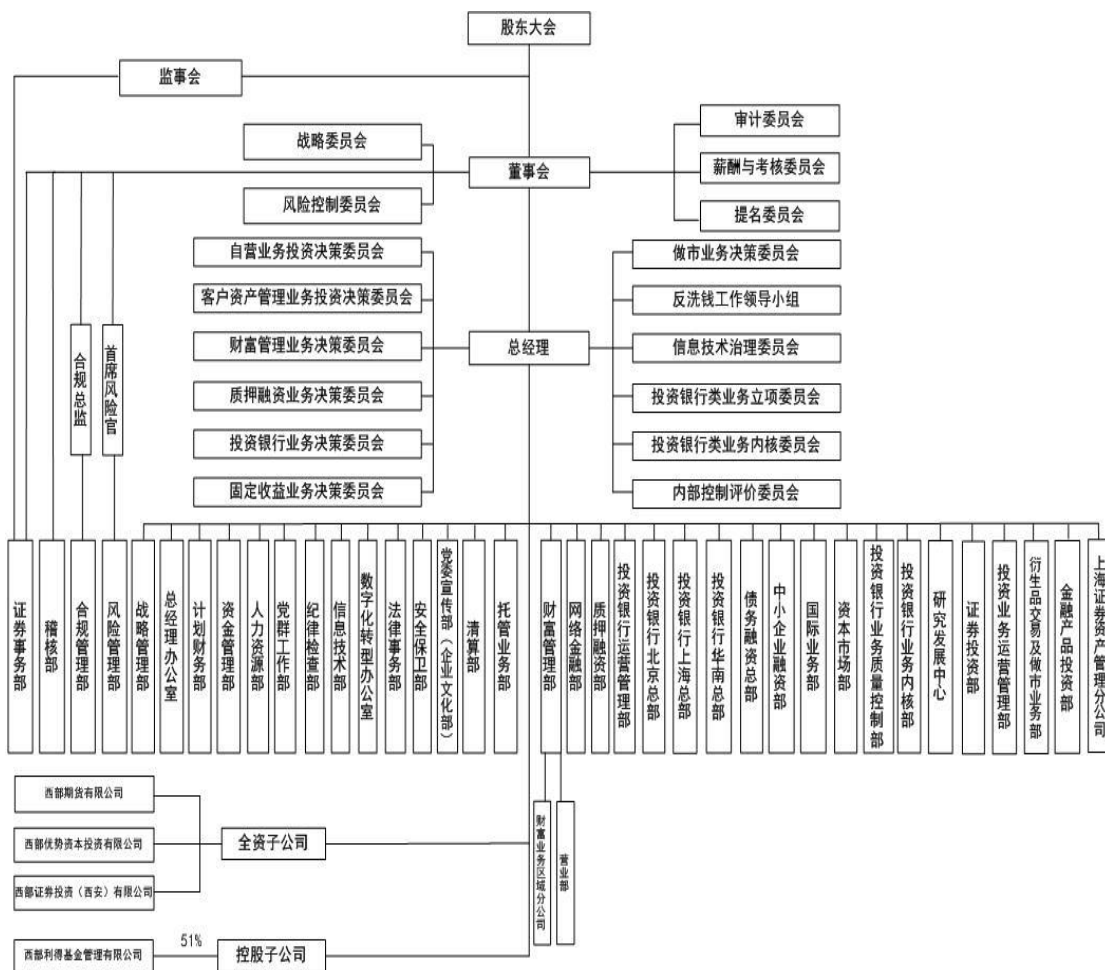 股东大会
监事会
战略委员会
董事会
风险控制委员会
审计委员会
薪酬与考核委员会
提名委员会
自营业务投资决策委员会
客户资产管理业务投资决策委员会
财富管理业务决策委员会
质押融资业务决策委员会
投资银行业务决策委员会
固定收益业务决策委员会
总经理
做市业务决策委员会
反洗钱工作领导小组
信息技术治理委员会
投资银行类业务立项委员会
投资银行类业务内核委员会
内部控制评价委员会
合规总监
首席风险官
证券事务部
稽核部
合规管理部
风险管理部
战略管理部
总经理办公室
计划财务部
资金管理部
人力资源部
党群工作部
纪律检查部
信息技术部
数字化转型办公室
法律事务部
安全保卫部
党委宣传部（企业文化部）
清算部
托管业务部
财富管理部
网络金融部
质押融资部
投资银行运营管理部
投资银行北京总部
投资银行上海总部
投资银行华南总部
债务融资总部
中小企业融资部
国际业务部
资本市场部
投资银行业务质量控制部
投资银行业务内核部
研究发展中心
证券投资部
投资业务运营管理部
衍生品交易及做市业务部
金融产品投资部
上海证券资产管理分公司
财富业务区域分公司
营业部
西部期货有限公司
西部优势资本投资有限公司
西部证券投资（西安）有限公司
全资子公司
西部利得基金管理有限公司
51%
控股子公司